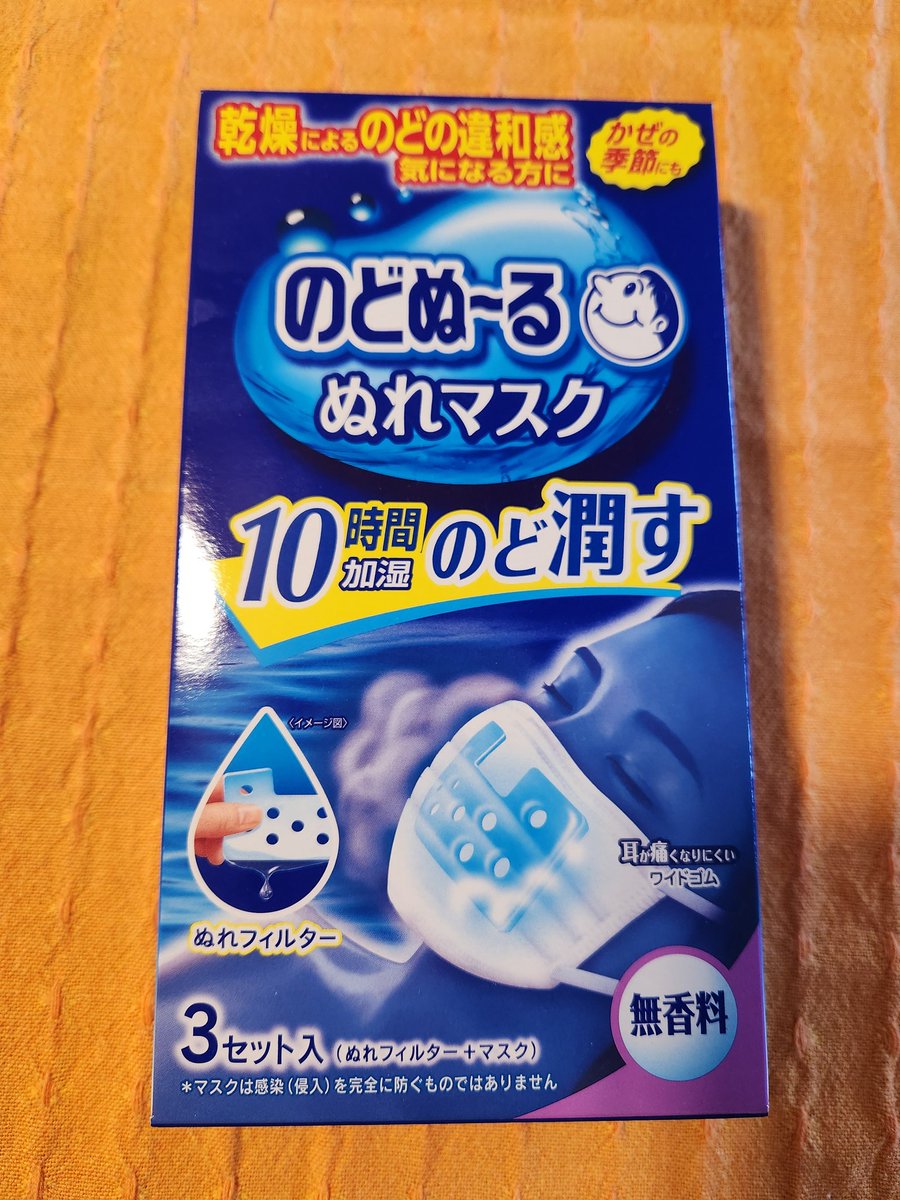 乾燥によるのどの違和感
気になる方に
かぜの
季節にも
のどぬ~る
ぬれマスク
10時間
加湿
のど潤す
〈イメージ図〉
ぬれフィルター
耳が痛くなりにくい
ワイドゴム
無香料
3セット入(ぬれフィルター+マスク)
*マスクは感染(侵入)を完全に防ぐものではありません